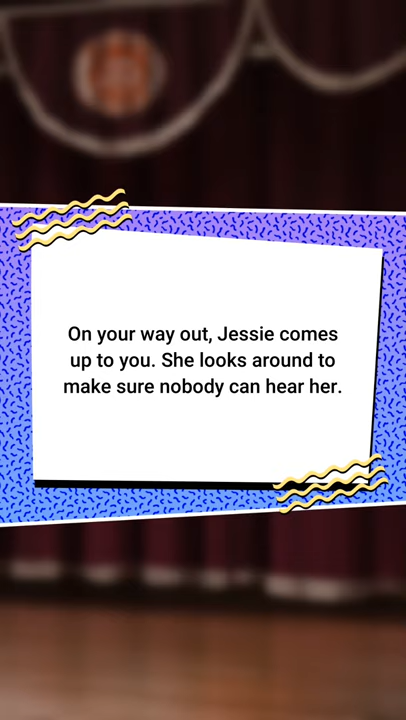 On your way out, Jessie comes
up to you. She looks around to
make sure nobody can hear her.